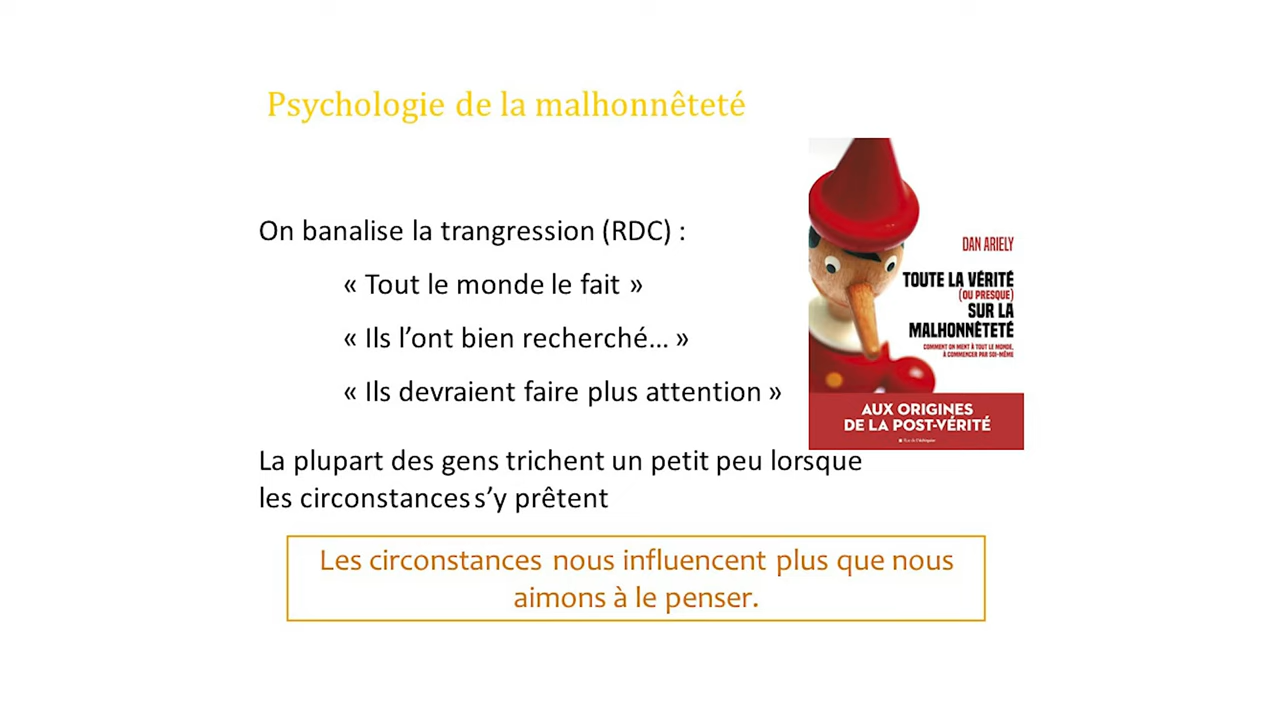 Psychologie de la malhonnêteté
On banalise la trangression (RDC) :
« Tout le monde le fait »
« Ils l’ont bien recherché... »
« Ils devraient faire plus attention »
DAN ARIELY
TOUTE LA VÉRITÉ
(OU PRESQUE)
SUR LA
MALHONNÊTETÉ
COMMENT ON MENT À TOUT LE MONDE,
À COMMENCER PAR SOI-MÊME
AUX ORIGINES
DE LA POST-VÉRITÉ
La plupart des gens trichent un petit peu lorsque
les circonstances s’y prêtent
Les circonstances nous influencent plus que nous
aimons à le penser.